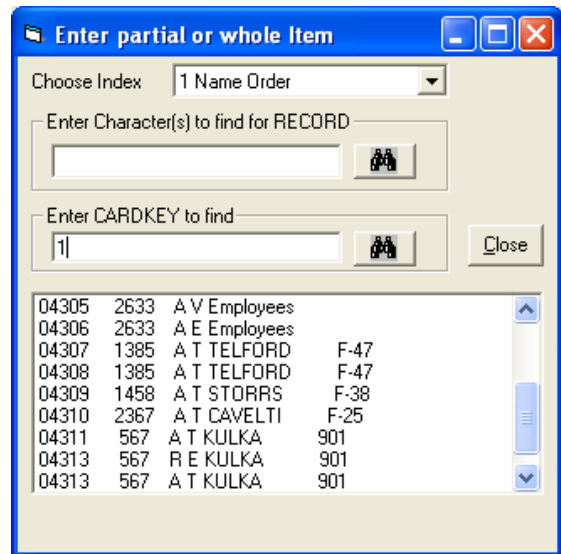 Enter partial or whole Item
Choose Index 1 Name Order
Enter Character(s) to find for RECORD
Enter CARDKEY to find
1
Close
04305 2633 A V Employees
04306 2633 A E Employees
04307 1385 A T TELFORD F-47
04308 1385 A T TELFORD F-47
04309 1458 A T STORRS F-38
04310 2367 A T CAVELTI F-25
04311 567 A T KULKA 901
04313 567 R E KULKA 901
04313 567 A T KULKA 901